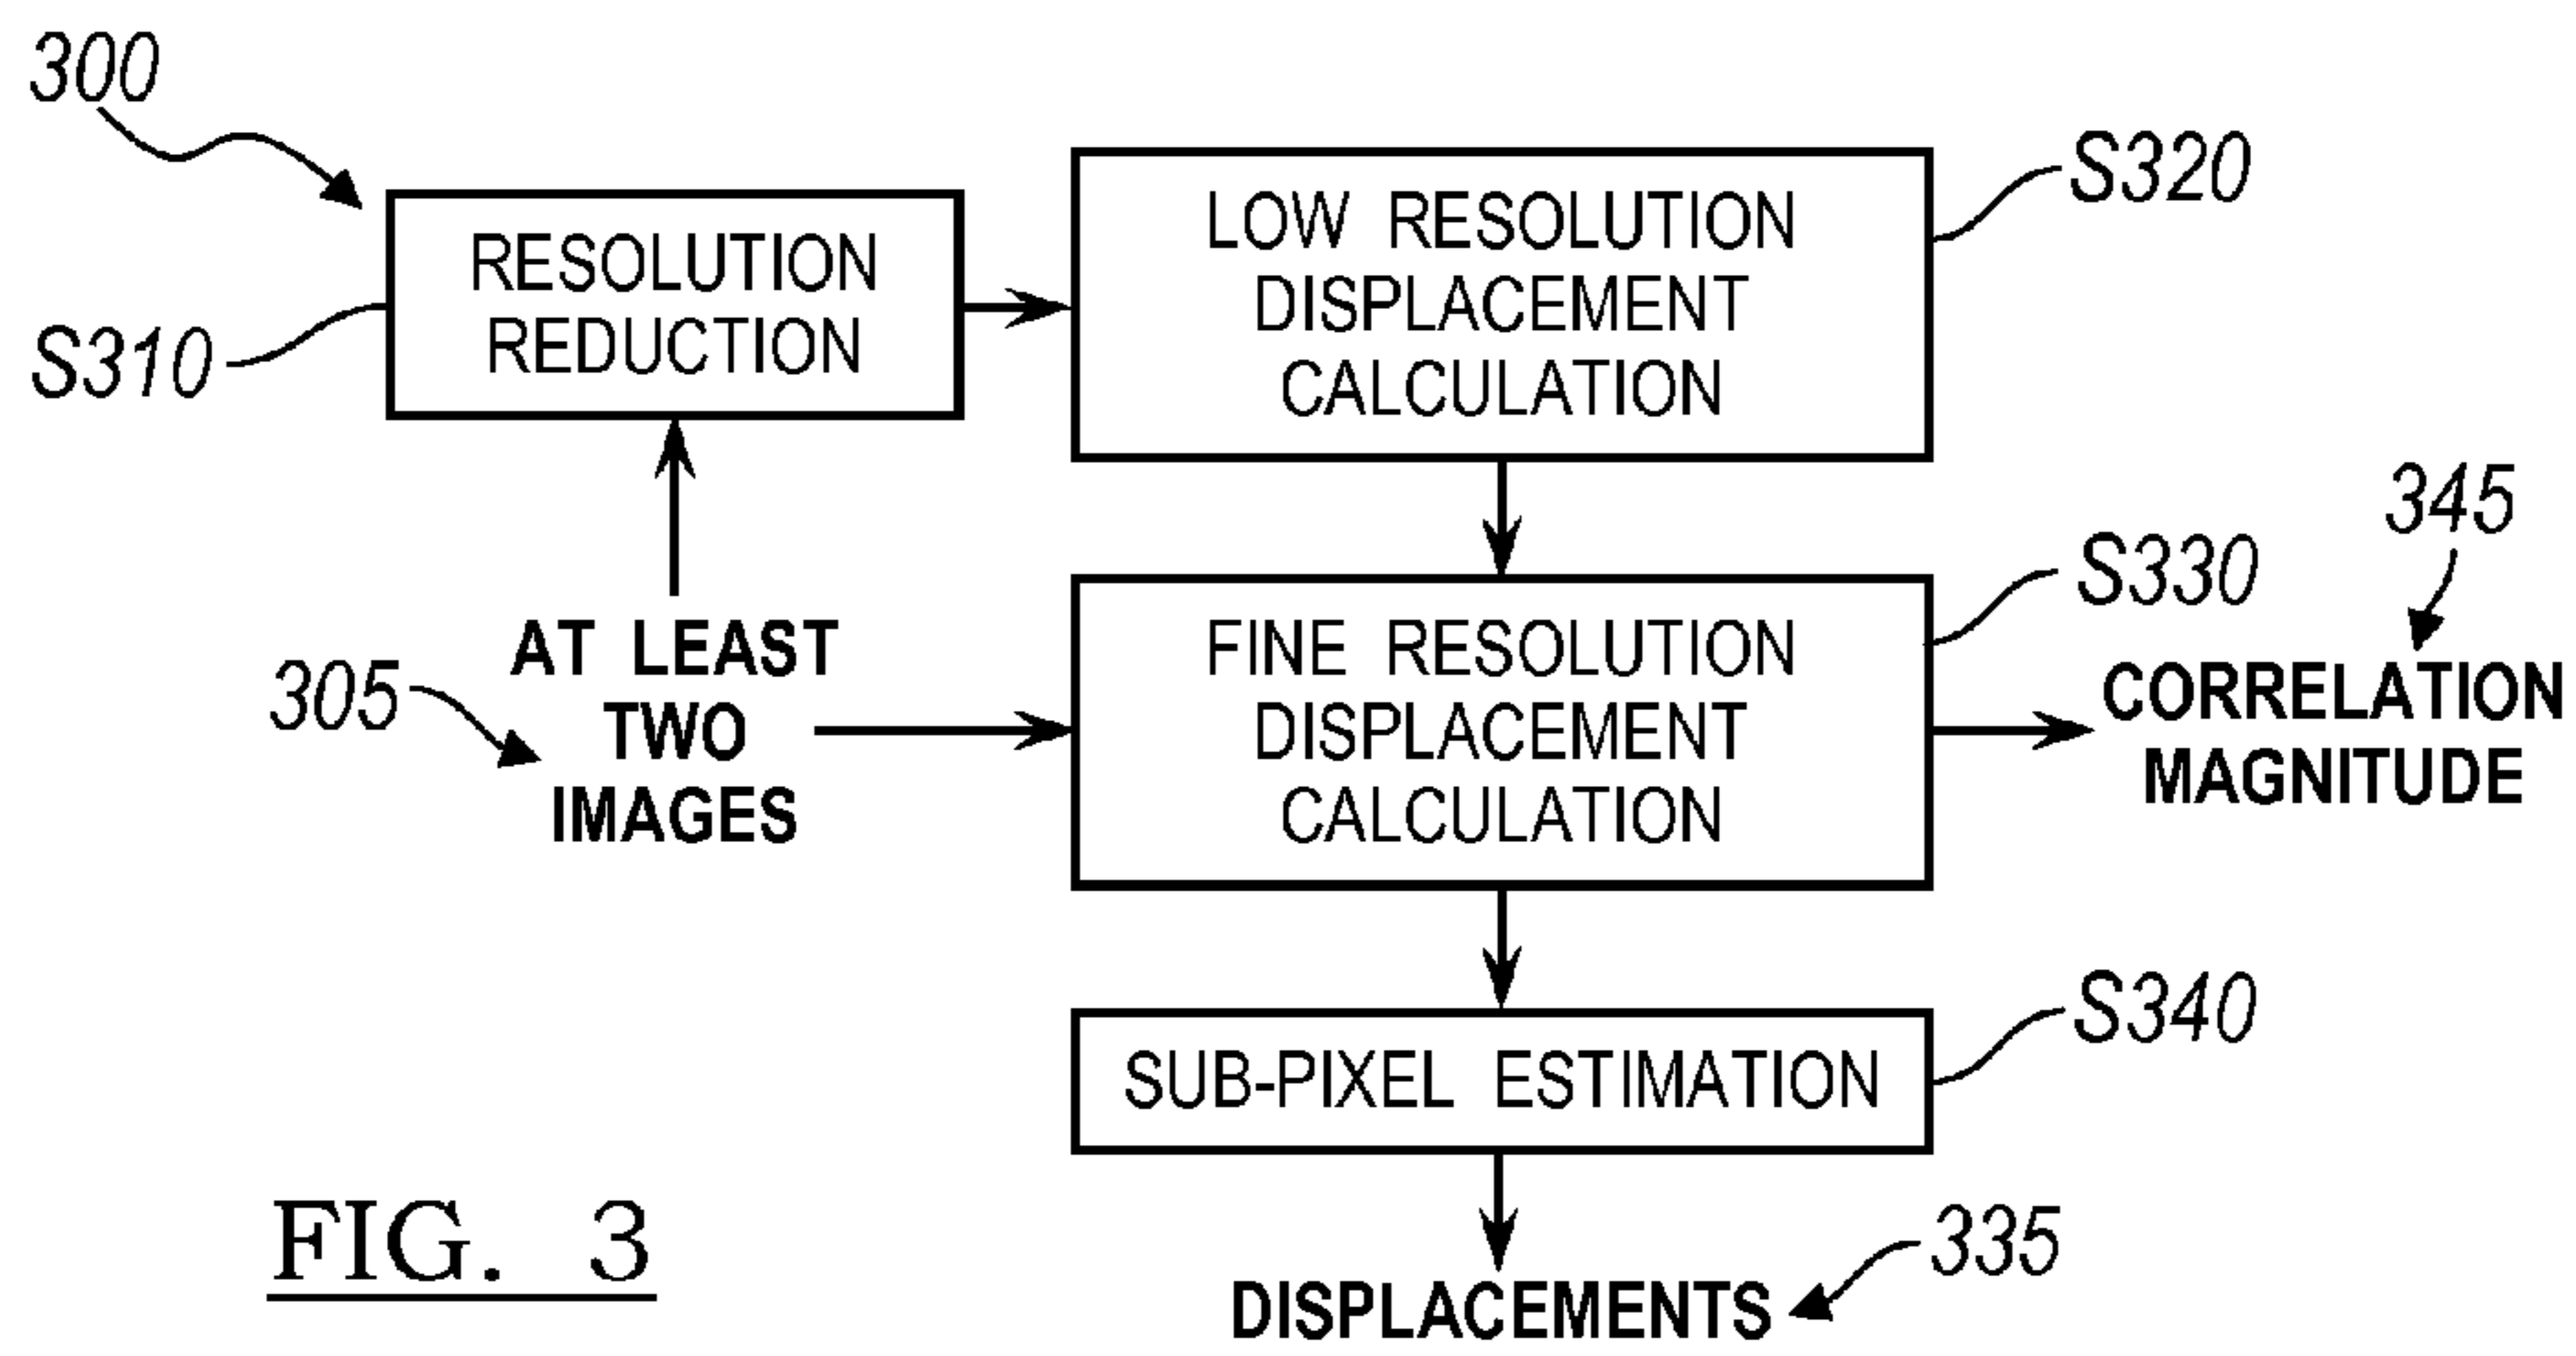 300
RESOLUTION
REDUCTION
S310
LOW RESOLUTION
DISPLACEMENT
CALCULATION
S320
AT LEAST
TWO
IMAGES
305
FINE RESOLUTION
DISPLACEMENT
CALCULATION
S330
345
CORRELATION
MAGNITUDE
SUB-PIXEL ESTIMATION
S340
DISPLACEMENTS
335
FIG. 3